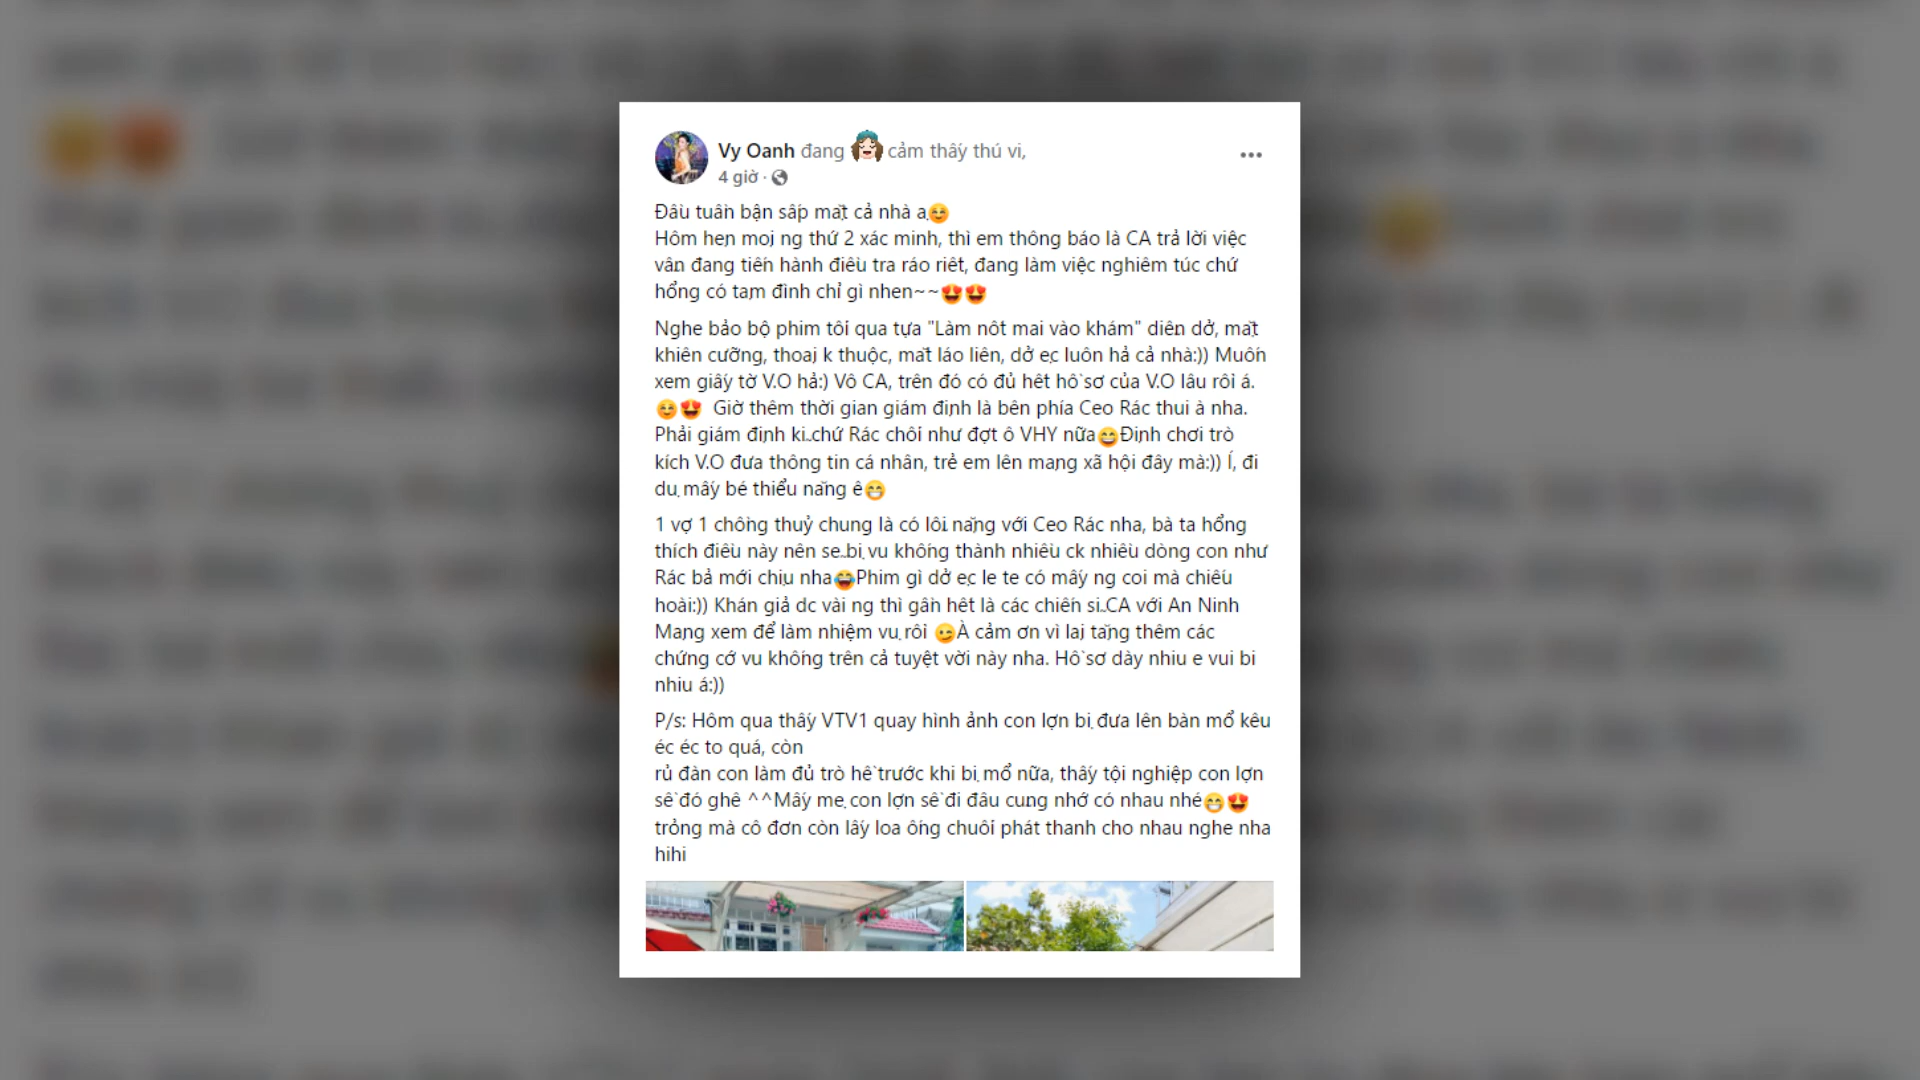 Vy Oanh đang cảm thấy thú vị.
4 giờ ·
Đầu tuần bận sấp mặt cả nhà ạ😊
Hôm hẹn mọi ng thứ 2 xác minh, thì em thông báo là CA trả lời việc
vẫn đang tiến hành điều tra ráo riết, đang làm việc nghiêm túc chứ
hổng có tạm đình chỉ gì nhen~~😍😍
Nghe bảo bộ phim tối qua tựa "Làm nốt mai vào khám" diễn dở, mặt
khiên cưỡng, thoại k thuộc, mắt láo liên, dở ẹc luôn hả cả nhà:)) Muốn
xem giấy tờ V.O hả:) Vô CA, trên đó có đủ hết hồ sơ của V.O lâu rồi á.
😊😍 Giờ thêm thời gian giám định là bên phía Ceo Rác thui à nha.
Phải giám định kĩ chứ Rác chối như đợt ô VHY nữa😄Định chơi trò
kích V.O đưa thông tin cá nhân, trẻ em lên mạng xã hội đây mà:)) Í, đi
dụ mấy bé thiểu năng ê😁
1 vợ 1 chồng thuỷ chung là có lỗi nặng với Ceo Rác nha, bà ta hổng
thích điều này nên sẽ bị vu khống thành nhiều ck nhiều dòng con như
Rác bả mới chịu nha😂Phim gì dở ẹc le te có mấy ng coi mà chiếu
hoài:)) Khán giả dc vài ng thì gần hết là các chiến sĩ CA với An Ninh
Mạng xem để làm nhiệm vụ rồi 😉À cảm ơn vì lại tặng thêm các
chứng cớ vu khống trên cả tuyệt vời này nha. Hồ sơ dày nhiu e vui bi
nhiu á:))
P/s: Hôm qua thấy VTV1 quay hình ảnh con lợn bị đưa lên bàn mổ kêu
éc éc to quá, còn
rủ đàn con làm đủ trò hề trước khi bị mổ nữa, thấy tội nghiệp con lợn
sề đó ghê ^^Mấy mẹ con lợn sề đi đâu cũng nhớ có nhau nhé😁😍
trỏng mà cô đơn còn lấy loa ống chuối phát thanh cho nhau nghe nha
hihi